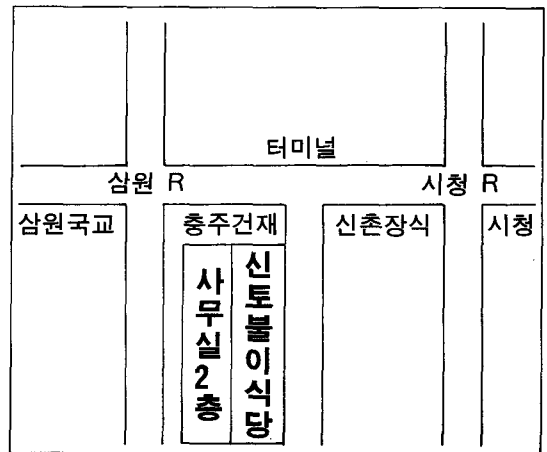 터미널
삼원 R
시청 R
삼원국교
충주건재
신촌장식
시청
사무실2층
신토불이식당